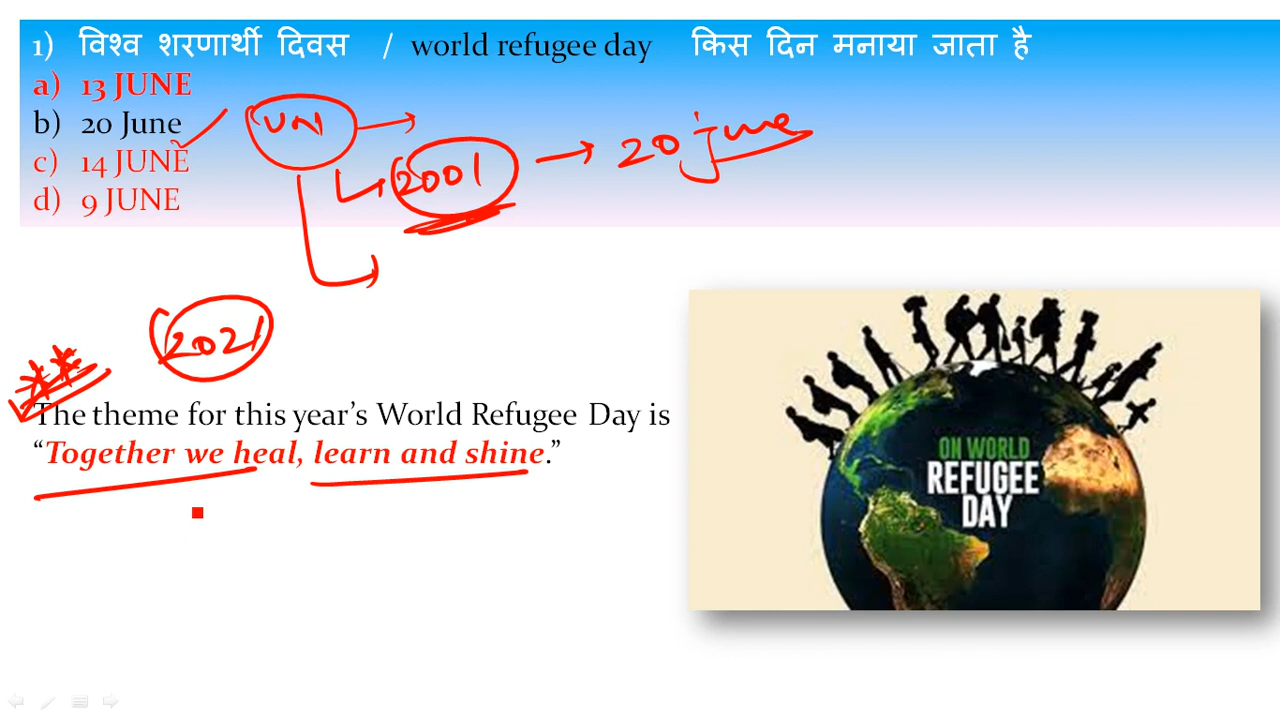 1) विश्व शरणार्थी दिवस / world refugee day किस दिन मनाया जाता है
a) 13 JUNE
b) 20 June
c) 14 JUNE
d) 9 JUNE
UN
2001
20 june
2021
The theme for this year's World Refugee Day is
“Together we heal, learn and shine.”
ON WORLD
REFUGEE
DAY